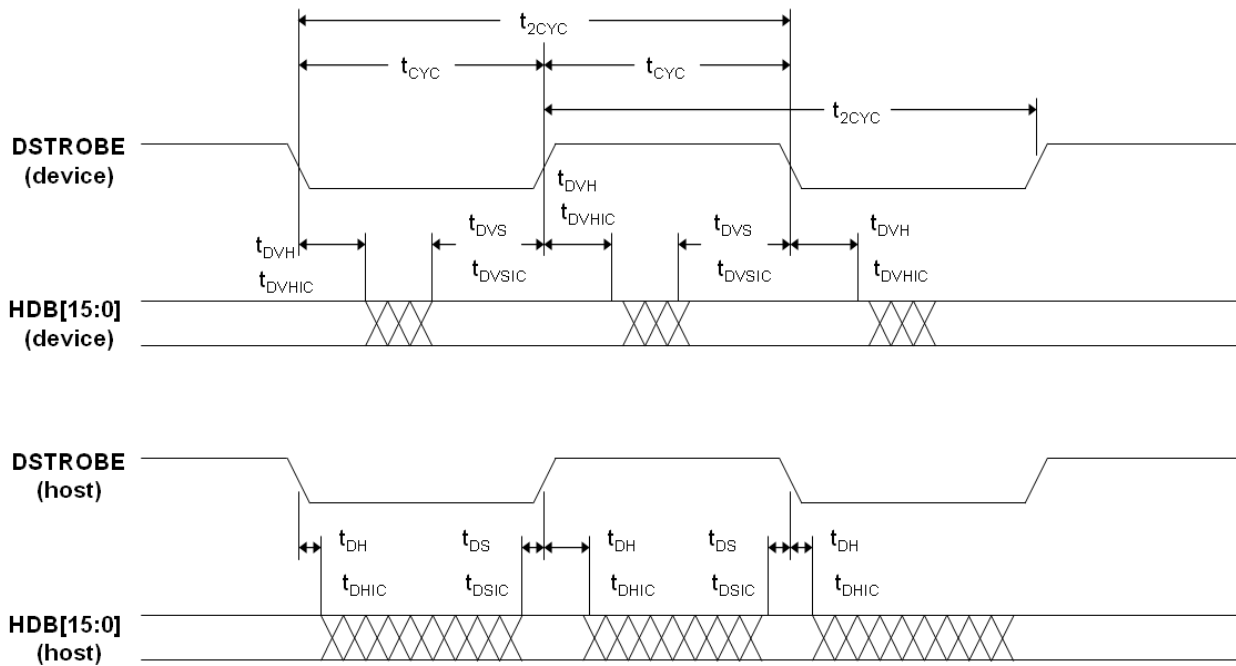 t2CYC
tCYC tCYC
t2CYC
DSTROBE
(device)
tDVH
tDVHIC
tDVS tDVS tDVH
tDVH
tDVSIC tDVSIC tDVHIC
tDVHIC
HDB[15:0]
(device)
DSTROBE
(host)
tDH tDS tDH tDS tDH
tDHIC tDSIC tDHIC tDSIC tDHIC
HDB[15:0]
(host)